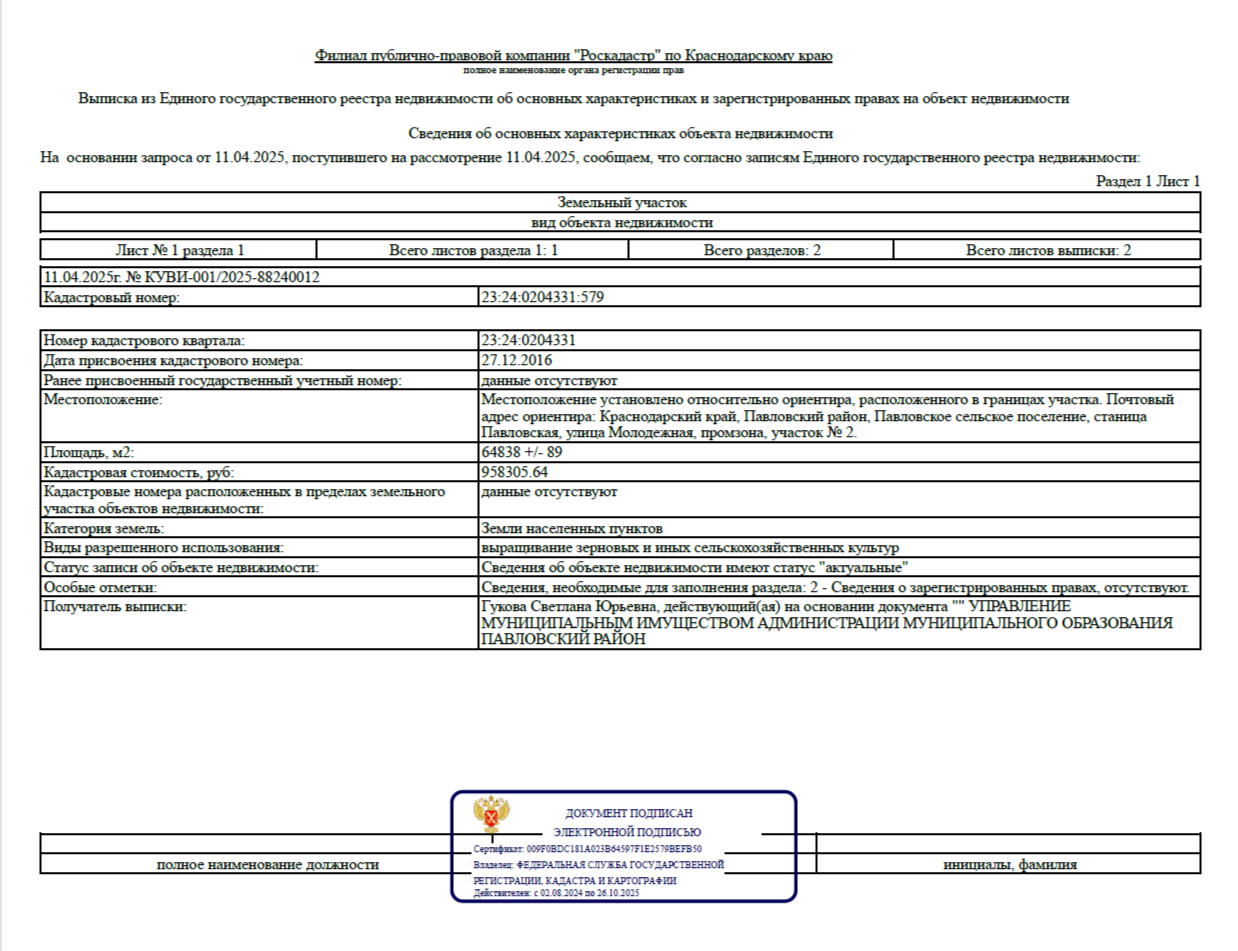 Филиал публично-правовой компании "Роскадастр" по Краснодарскому краю
полное наименование органа регистрации прав
Выписка из Единого государственного реестра недвижимости об основных характеристиках и зарегистрированных правах на объект недвижимости
Сведения об основных характеристиках объекта недвижимости
На основании запроса от 11.04.2025, поступившего на рассмотрение 11.04.2025, сообщаем, что согласно записям Единого государственного реестра недвижимости:
Раздел 1 Лист 1
Земельный участок
вид объекта недвижимости
Лист № 1 раздела 1 Всего листов раздела 1: 1 Всего разделов: 2 Всего листов выписки: 2
11.04.2025г. № КУВИ-001/2025-88240012
Кадастровый номер: 23:24:0204331:579
Номер кадастрового квартала: 23:24:0204331
Дата присвоения кадастрового номера: 27.12.2016
Ранее присвоенный государственный учетный номер: данные отсутствуют
Местоположение: Местоположение установлено относительно ориентира, расположенного в границах участка. Почтовый
адрес ориентира: Краснодарский край, Павловский район, Павловское сельское поселение, станица
Павловская, улица Молодежная, промзона, участок № 2.
Площадь, м2: 64838 +/- 89
Кадастровая стоимость, руб: 958305.64
Кадастровые номера расположенных в пределах земельного данные отсутствуют
участка объектов недвижимости:
Категория земель: Земли населенных пунктов
Виды разрешенного использования: выращивание зерновых и иных сельскохозяйственных культур
Статус записи об объекте недвижимости: Сведения об объекте недвижимости имеют статус "актуальные"
Особые отметки: Сведения, необходимые для заполнения раздела: 2 - Сведения о зарегистрированных правах, отсутствуют.
Получатель выписки: Гукова Светлана Юрьевна, действующий(ая) на основании документа "" УПРАВЛЕНИЕ
МУНИЦИПАЛЬНЫМ ИМУЩЕСТВОМ АДМИНИСТРАЦИИ МУНИЦИПАЛЬНОГО ОБРАЗОВАНИЯ
ПАВЛОВСКИЙ РАЙОН
ДОКУМЕНТ ПОДПИСАН
ЭЛЕКТРОННОЙ ПОДПИСЬЮ
Сертификат: 009F0BDC181A023B64597F1E2579BEFB50
Владелец: ФЕДЕРАЛЬНАЯ СЛУЖБА ГОСУДАРСТВЕННОЙ
РЕГИСТРАЦИИ, КАДАСТРА И КАРТОГРАФИИ
Действителен: с 02.08.2024 по 26.10.2025
полное наименование должности
инициалы, фамилия